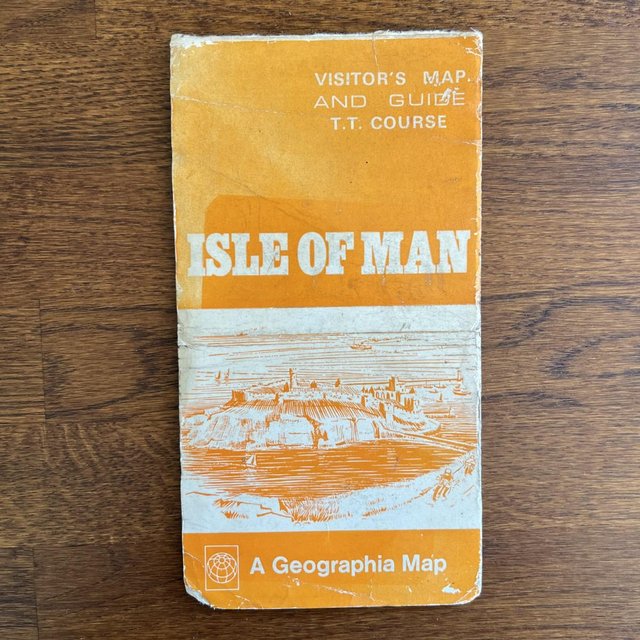 VISITOR'S MAP
AND GUIDE
T.T. COURSE
ISLE OF MAN
A Geographia Map